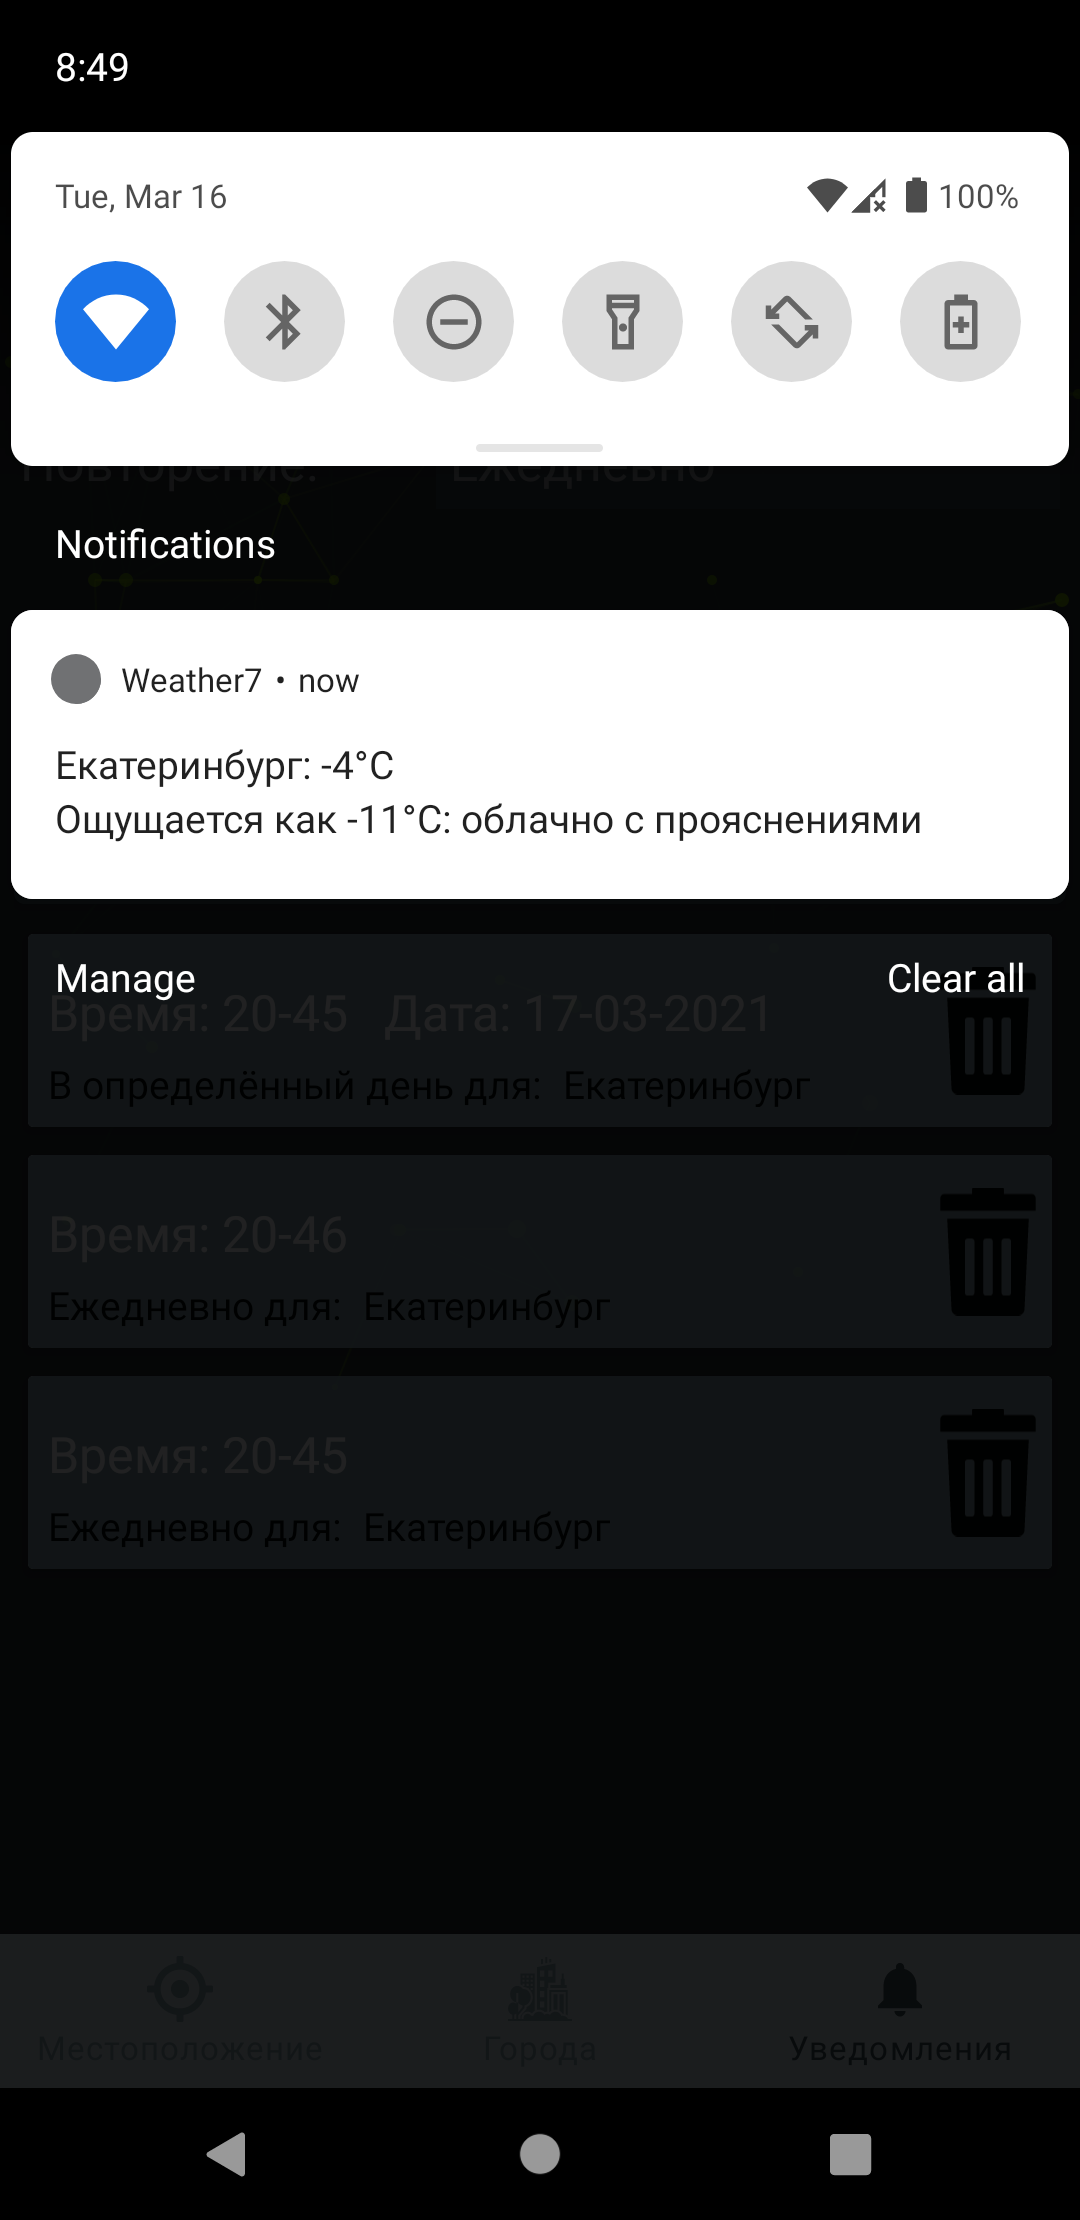 8:49
Tue, Mar 16
100%
Повторение:
Ежедневно
Notifications
Weather7 • now
Екатеринбург: -4°C
Ощущается как -11°C: облачно с прояснениями
Manage
Clear all
Время: 20-45 Дата: 17-03-2021
В определённый день для: Екатеринбург
Время: 20-46
Ежедневно для: Екатеринбург
Время: 20-45
Ежедневно для: Екатеринбург
Местоположение
Города
Уведомления